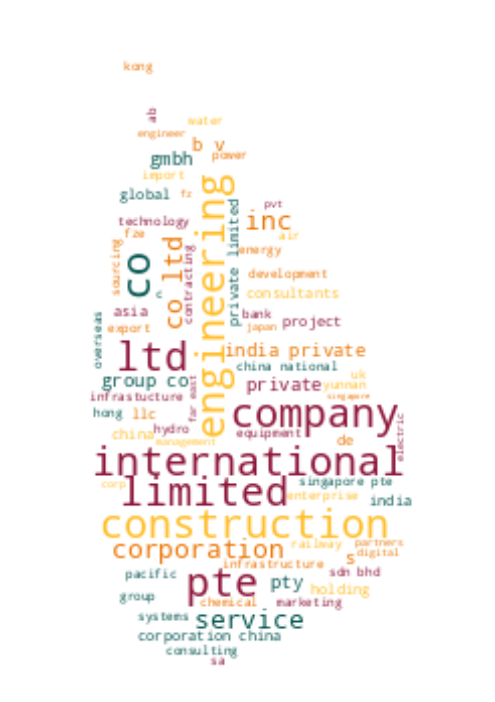 kong
ab
water
engineer
b v
power
gmbh
import
global
fz
engineering
private limited
pvt
technology
inc
fze
air
co ltd
contracting
energy
sourcing
co
development
c
consultants
asia
bank
project
export
japan
overseas
ltd
india private
china national
group co
far east
private
yunnan
uk
infrastucture
singapore
hong
llc
company
hydro
equipment
electric
china
management
de
international
corp
limited
singapore pte
enterprise
india
construction
corporation
railway
partners
s
digital
infrastructure
pacific
pte
pty
sdn bhd
holding
group
chemical
marketing
systems
service
corporation china
consulting
sa